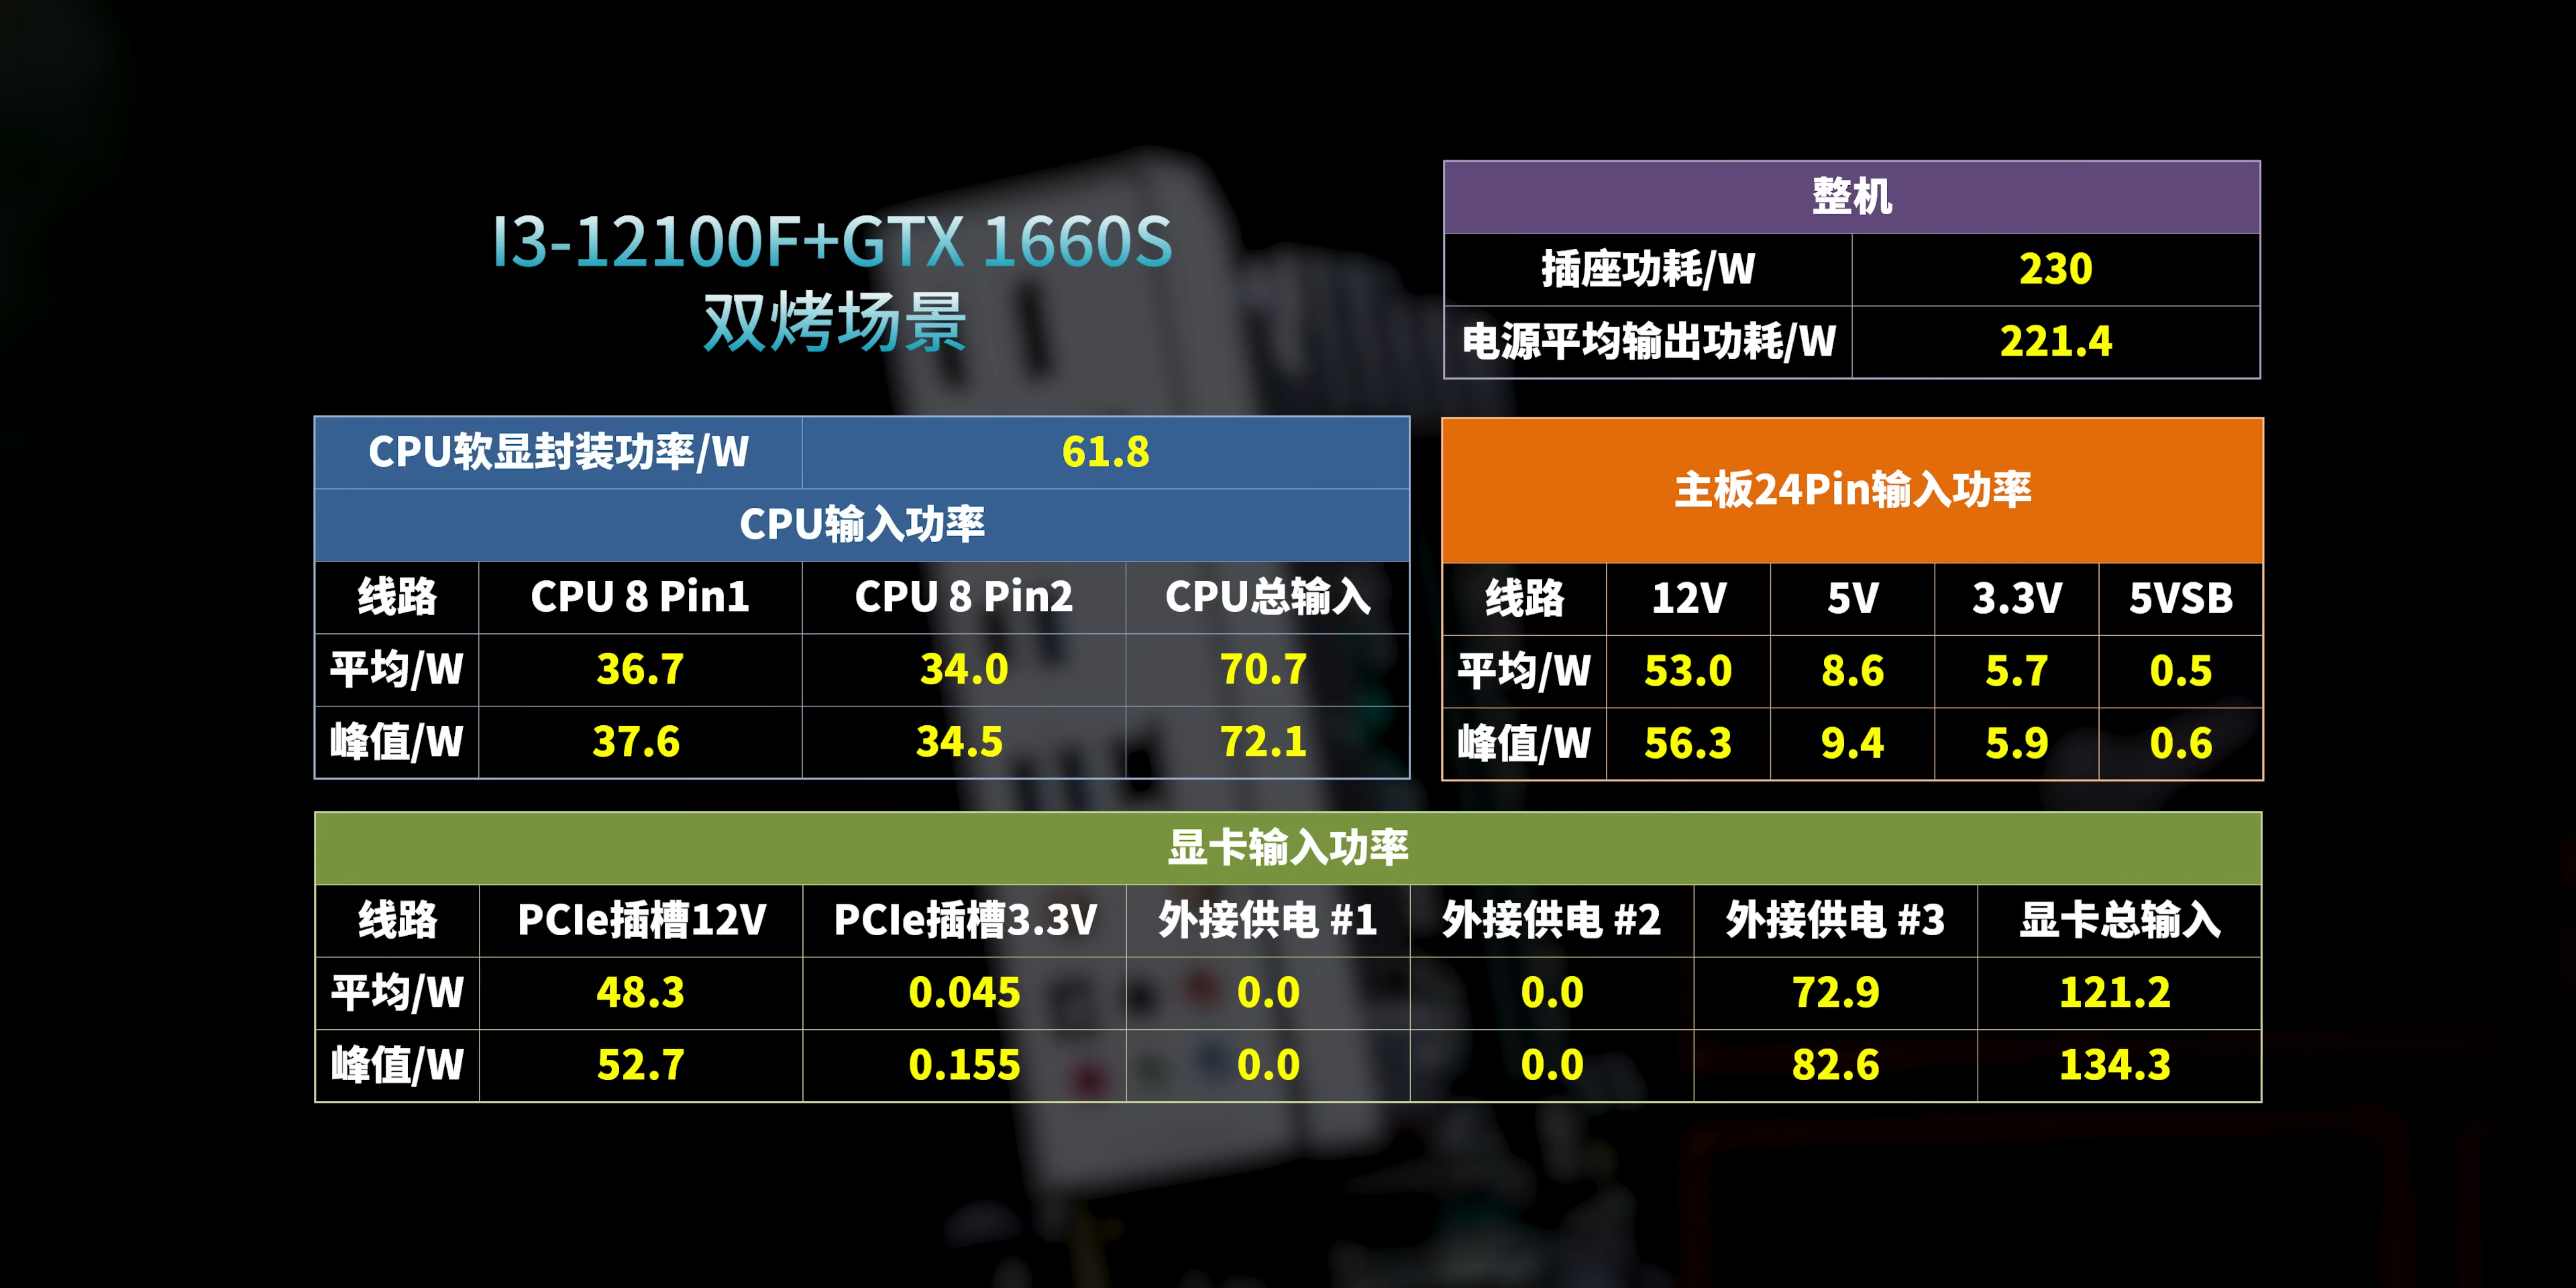 I3-12100F+GTX 1660S
双烤场景
整机
插座功耗/W 230
电源平均输出功耗/W 221.4
CPU软显封装功率/W 61.8
CPU输入功率
线路 CPU 8 Pin1 CPU 8 Pin2 CPU总输入
平均/W 36.7 34.0 70.7
峰值/W 37.6 34.5 72.1
主板24Pin输入功率
线路 12V 5V 3.3V 5VSB
平均/W 53.0 8.6 5.7 0.5
峰值/W 56.3 9.4 5.9 0.6
显卡输入功率
线路 PCIe插槽12V PCIe插槽3.3V 外接供电 #1 外接供电 #2 外接供电 #3 显卡总输入
平均/W 48.3 0.045 0.0 0.0 72.9 121.2
峰值/W 52.7 0.155 0.0 0.0 82.6 134.3